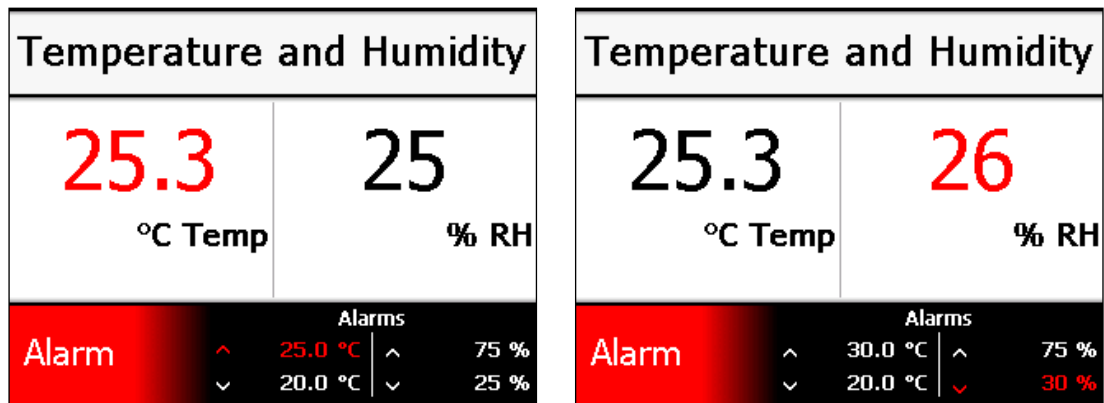 Temperature and Humidity
25.3
°C Temp
25
% RH
Alarm
Alarms
25.0 °C
75 %
20.0 °C
25 %
Temperature and Humidity
25.3
°C Temp
26
% RH
Alarm
Alarms
30.0 °C
75 %
20.0 °C
30 %